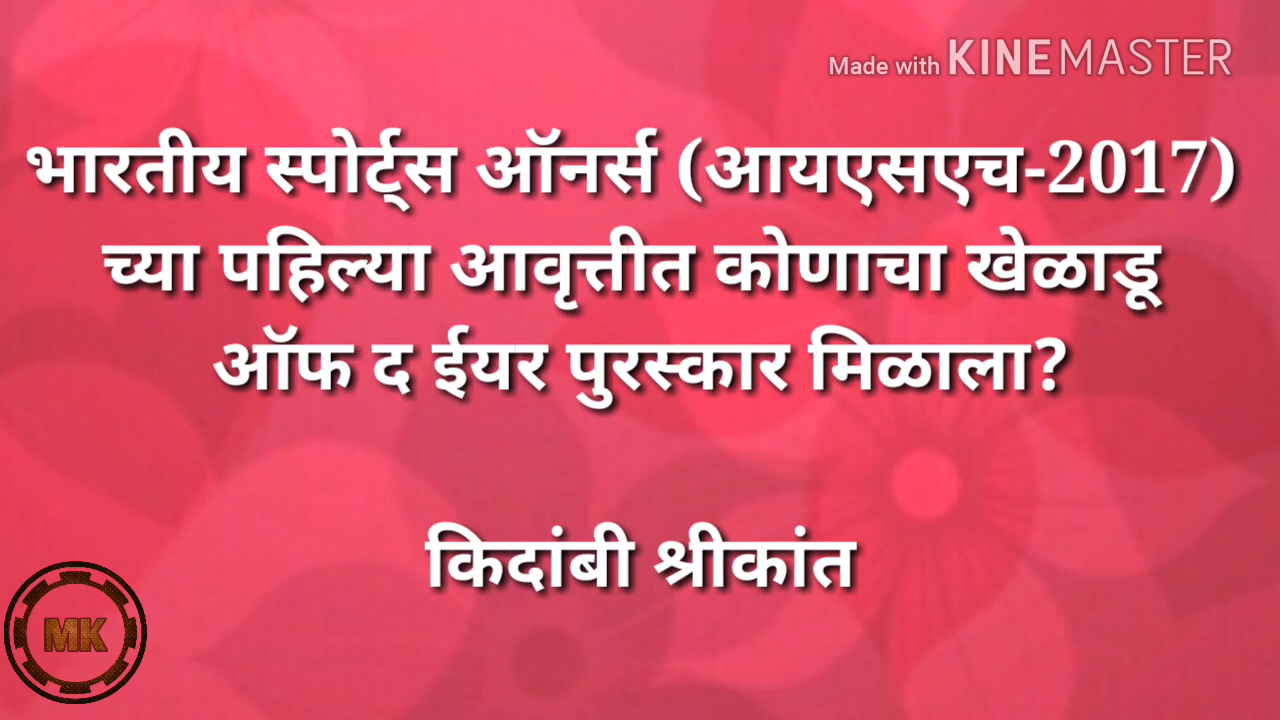 Made with KINEMASTER
भारतीय स्पोर्ट्स ऑनर्स (आयएसएच-2017)
च्या पहिल्या आवृत्तीत कोणाचा खेळाडू
ऑफ द ईयर पुरस्कार मिळाला?
किदांबी श्रीकांत
MK